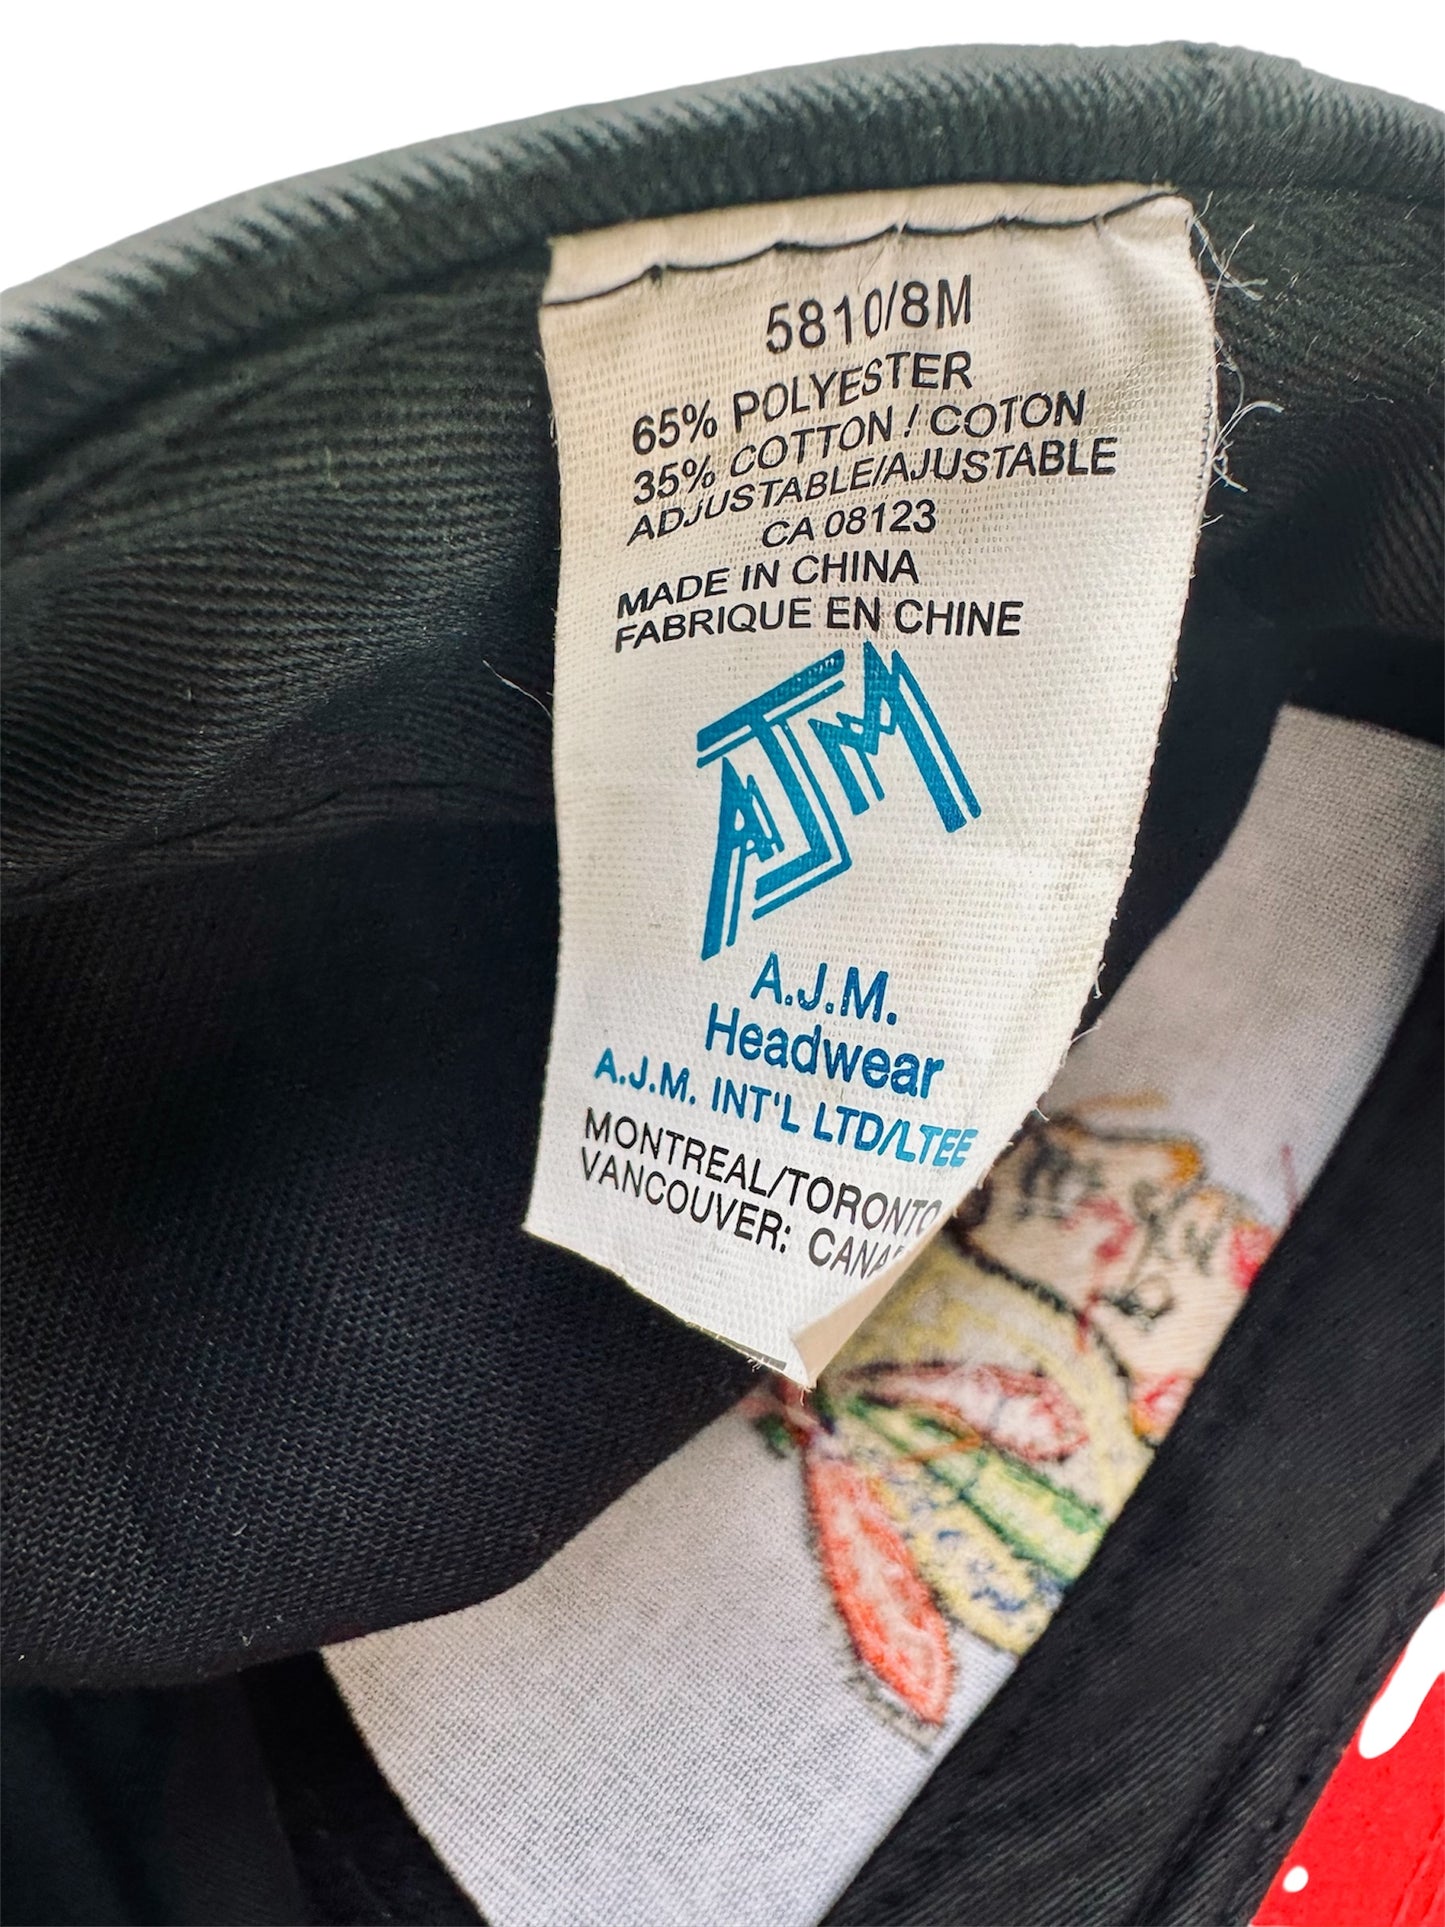 5810/8M
65% POLYESTER
35% COTTON / COTON
ADJUSTABLE/AJUSTABLE
CA 08123
MADE IN CHINA
FABRIQUE EN CHINE
AJM
A.J.M.
Headwear
A.J.M. INT'L LTD/LTEE
MONTREAL/TORONTO
VANCOUVER: CANA